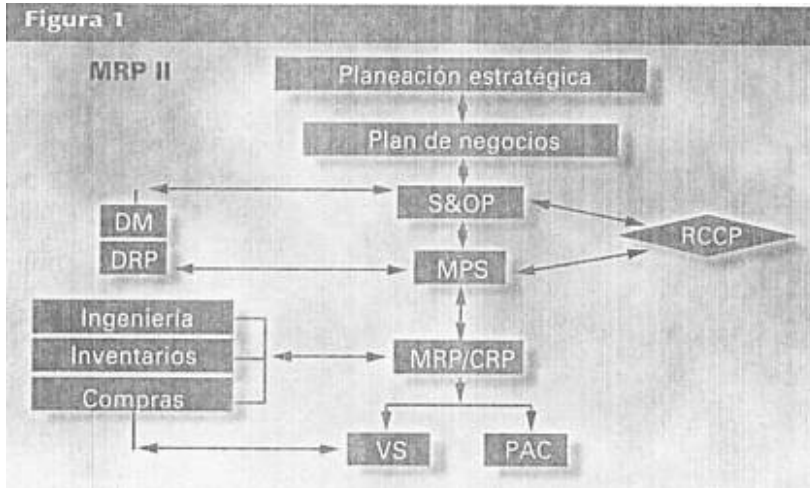 Figura 1
MRP II
Planeación estratégica
Plan de negocios
S&OP
DM
DRP
RCCP
MPS
Ingeniería
Inventarios
Compras
MRP/CRP
VS
PAC